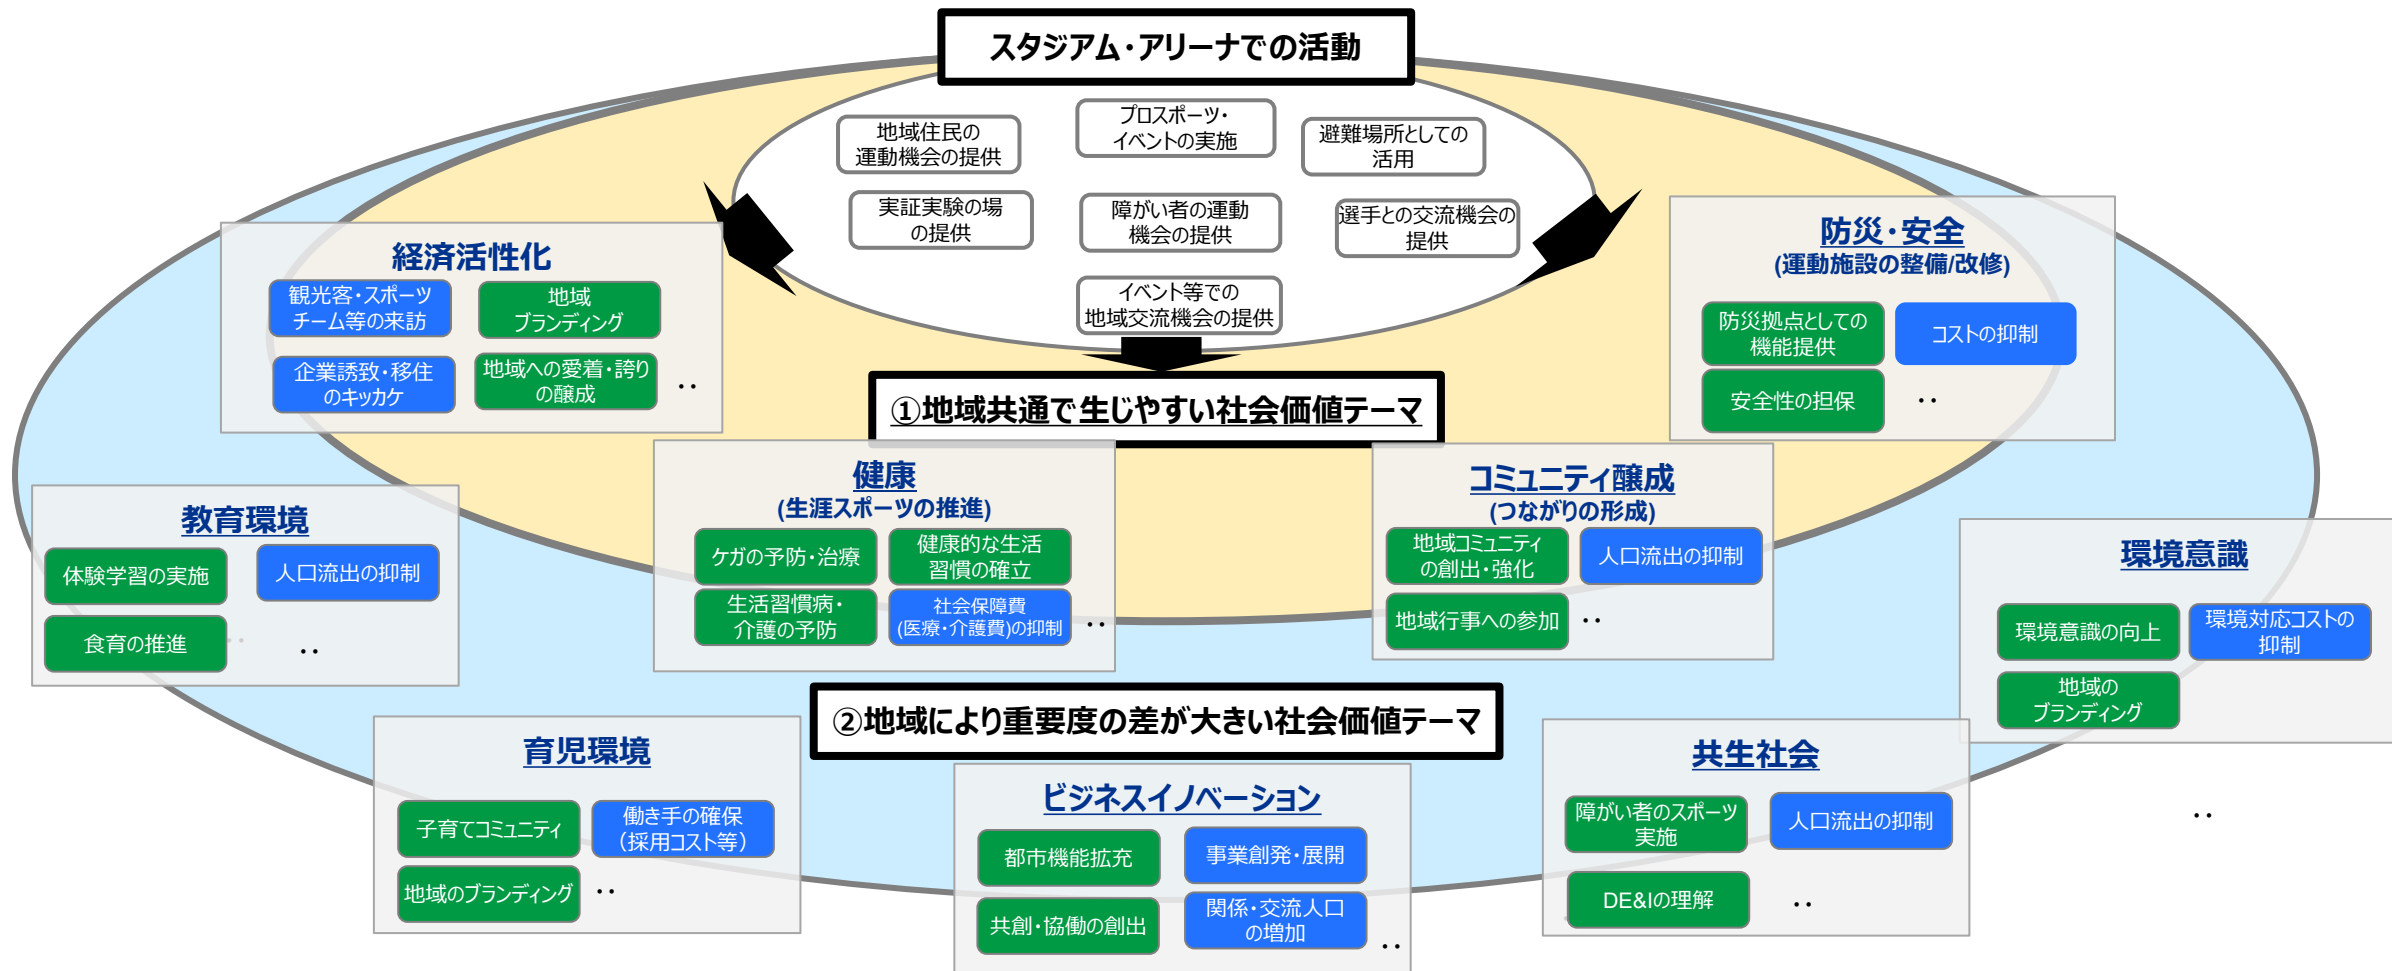 スタジアム・アリーナでの活動
地域住民の
運動機会の提供
プロスポーツ・
イベントの実施
避難場所としての
活用
実証実験の場
の提供
障がい者の運動
機会の提供
選手との交流機会の
提供
イベント等での
地域交流機会の提供
経済活性化
観光客・スポーツ
チーム等の来訪
地域
ブランディング
企業誘致・移住
のキッカケ
地域への愛着・誇り
の醸成
‥
防災・安全
(運動施設の整備/改修)
防災拠点としての
機能提供
コストの抑制
安全性の担保
‥
①地域共通で生じやすい社会価値テーマ
健康
(生涯スポーツの推進)
ケガの予防・治療
健康的な生活
習慣の確立
生活習慣病・
介護の予防
社会保障費
(医療・介護費)の抑制
‥
コミュニティ醸成
(つながりの形成)
地域コミュニティ
の創出・強化
人口流出の抑制
地域行事への参加
‥
教育環境
体験学習の実施
人口流出の抑制
食育の推進
‥
‥
環境意識
環境意識の向上
環境対応コストの
抑制
地域の
ブランディング
‥
②地域により重要度の差が大きい社会価値テーマ
育児環境
子育てコミュニティ
働き手の確保
（採用コスト等）
地域のブランディング
‥
ビジネスイノベーション
都市機能拡充
事業創発・展開
共創・協働の創出
関係・交流人口
の増加
‥
共生社会
障がい者のスポーツ
実施
人口流出の抑制
DE&Iの理解
‥